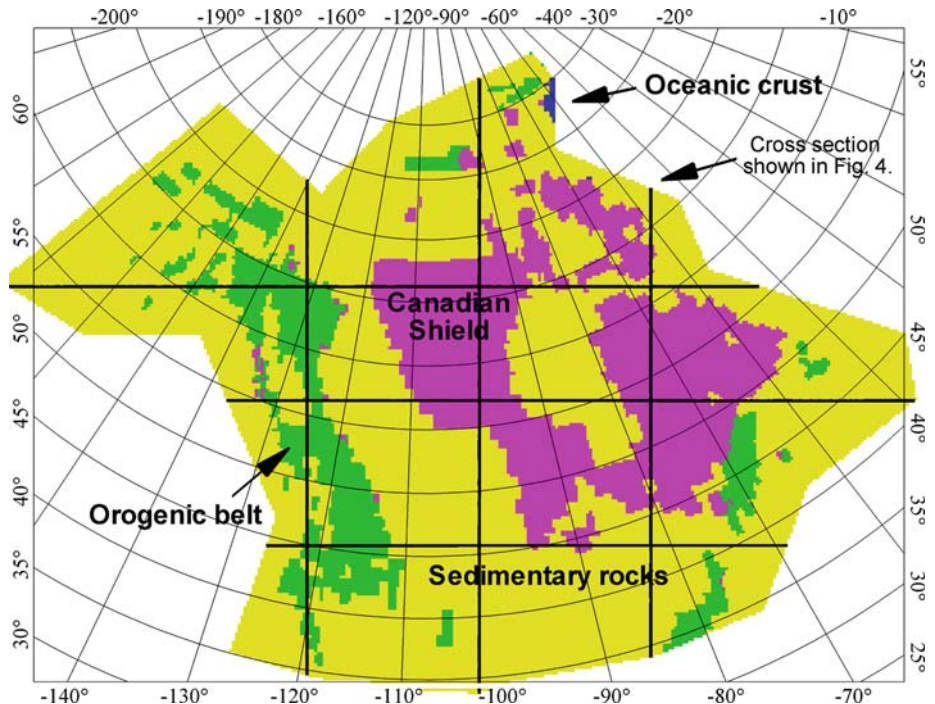 -200° -190° -180° -160° -120° -90° -60° -40° -30° -20° -10°
55°
60°
Oceanic crust
Cross section
shown in Fig. 4.
55°
50°
50°
Canadian
Shield
45°
45°
40°
Orogenic belt
40°
35°
35°
Sedimentary rocks
30°
30°
25°
-140° -130° -120° -110° -100° -90° -80° -70°